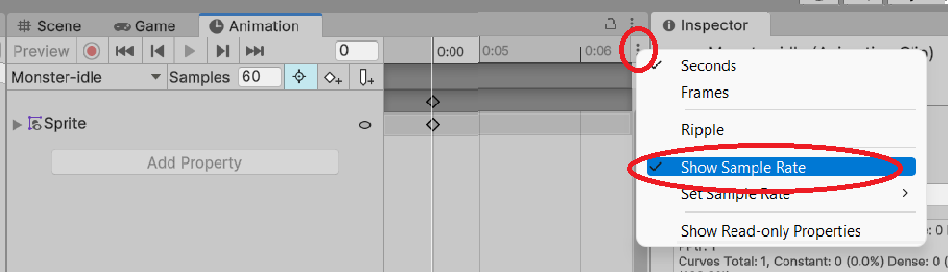 Scene Game Animation Inspector
Preview 0 0:00 0:05 0:06
Monster-idle Samples 60
Sprite
Add Property
Seconds
Frames
Ripple
Show Sample Rate
Set Sample Rate
Show Read-only Properties
Curves Total: 1, Constant: 0 (0.0%) Dense: 0 (